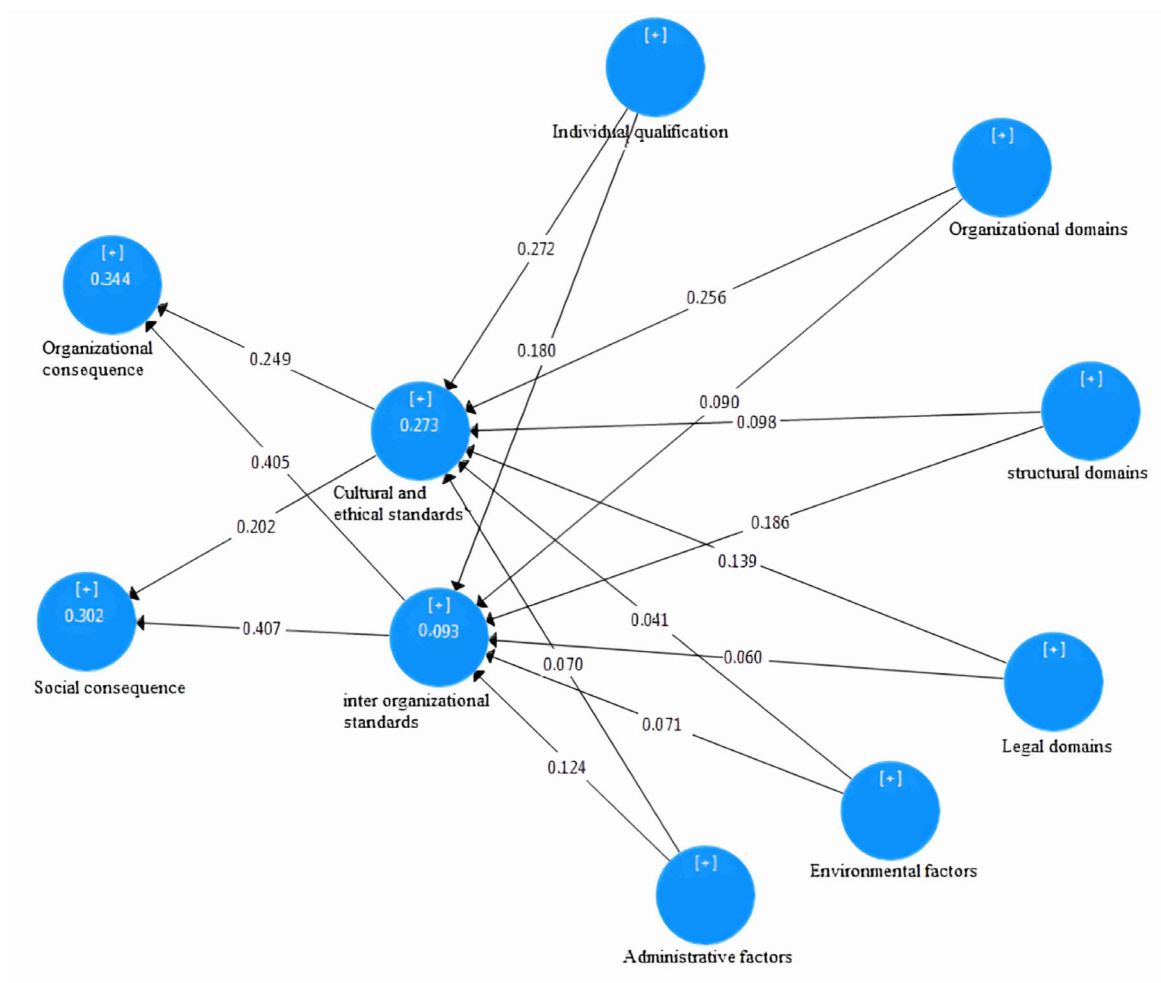 [+]
Individual qualification
[+]
Organizational domains
0.272
[+]
0.344
0.256
Organizational
consequence
0.249
0.180
[+]
structural domains
[+]
0.273
0.090
0.098
0.405
Cultural and
ethical standards"
0.202
0.186
0.139
[+]
0.302
Social consequence
0.407
[+]
0.093
inter organizational
standards
0.041
0.070
0.060
[+]
Legal domains
0.071
0.124
[+]
Environmental factors
[+]
Administrative factors